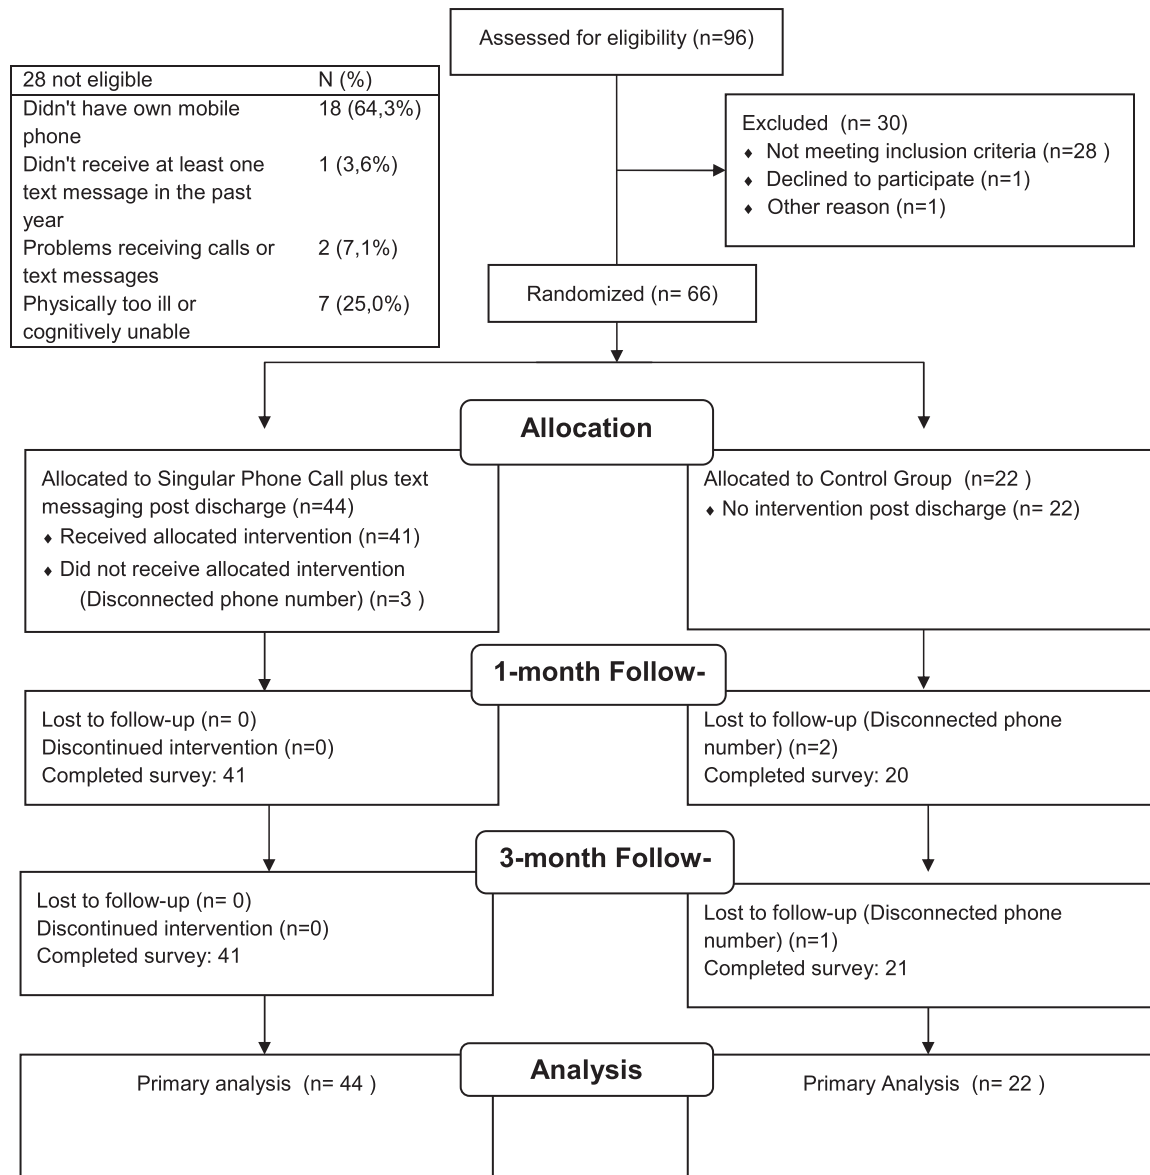 Assessed for eligibility (n=96)
28 not eligible N (%)
Didn't have own mobile 18 (64,3%)
phone
Didn't receive at least one 1 (3,6%)
text message in the past
year
Problems receiving calls or 2 (7,1%)
text messages
Physically too ill or 7 (25,0%)
cognitively unable
Excluded (n= 30)
♦ Not meeting inclusion criteria (n=28 )
♦ Declined to participate (n=1)
♦ Other reason (n=1)
Randomized (n= 66)
Allocation
Allocated to Singular Phone Call plus text
messaging post discharge (n=44)
♦ Received allocated intervention (n=41)
♦ Did not receive allocated intervention
(Disconnected phone number) (n=3 )
Allocated to Control Group (n=22 )
♦ No intervention post discharge (n= 22)
1-month Follow-
Lost to follow-up (n= 0)
Discontinued intervention (n=0)
Completed survey: 41
Lost to follow-up (Disconnected phone
number) (n=2)
Completed survey: 20
3-month Follow-
Lost to follow-up (n= 0)
Discontinued intervention (n=0)
Completed survey: 41
Lost to follow-up (Disconnected phone
number) (n=1)
Completed survey: 21
Analysis
Primary analysis (n= 44 )
Primary Analysis (n= 22 )